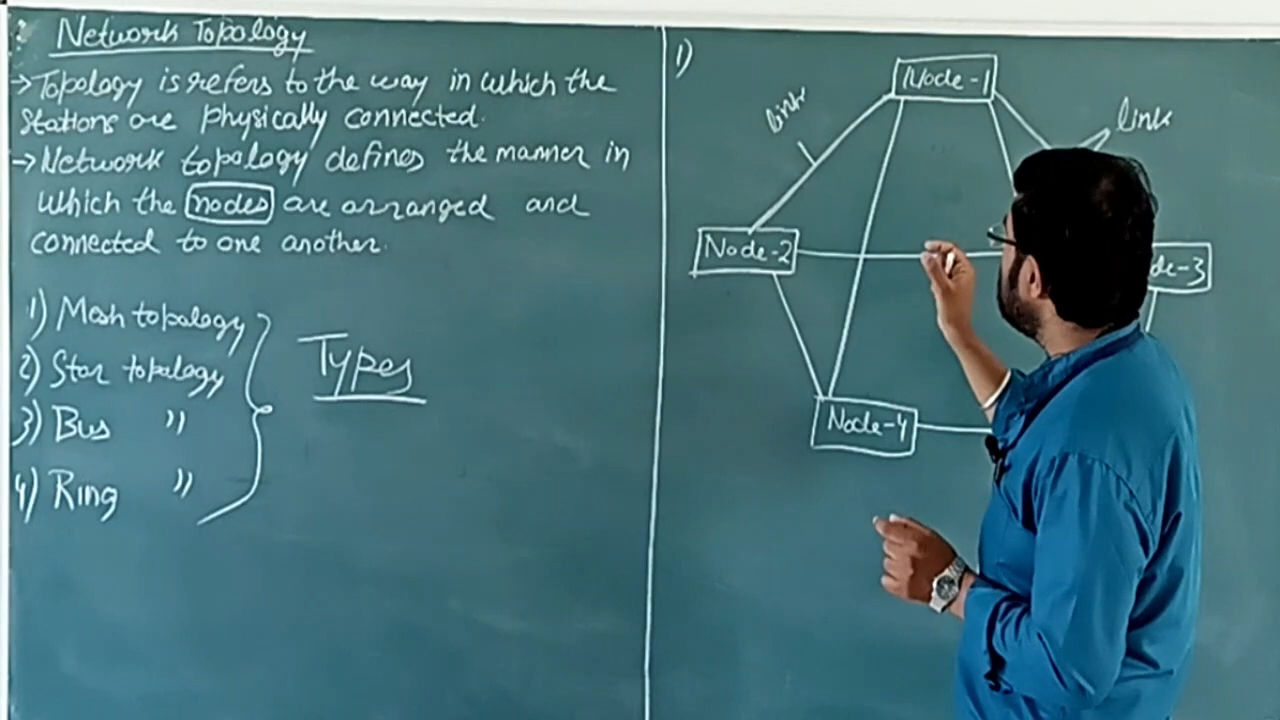 Network Topology
→ Topology is refers to the way in which the
stations are physically connected.
→ Network topology defines the manner in
which the nodes are arranged and
connected to one another.
1) Mesh topology
2) Star topology
3) Bus "
4) Ring "
Types
1)
Node-1
link
link
Node-2
de-3
Node-4